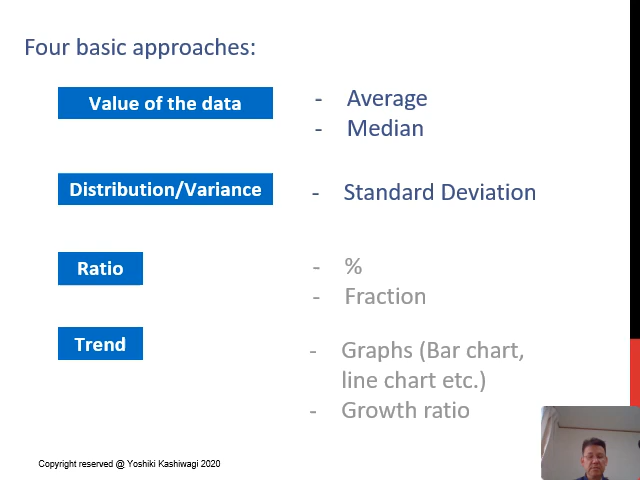 Four basic approaches:
Value of the data
- Average
- Median
Distribution/Variance
- Standard Deviation
Ratio
- %
- Fraction
Trend
- Graphs (Bar chart,
line chart etc.)
- Growth ratio
Copyright reserved @ Yoshiki Kashiwagi 2020